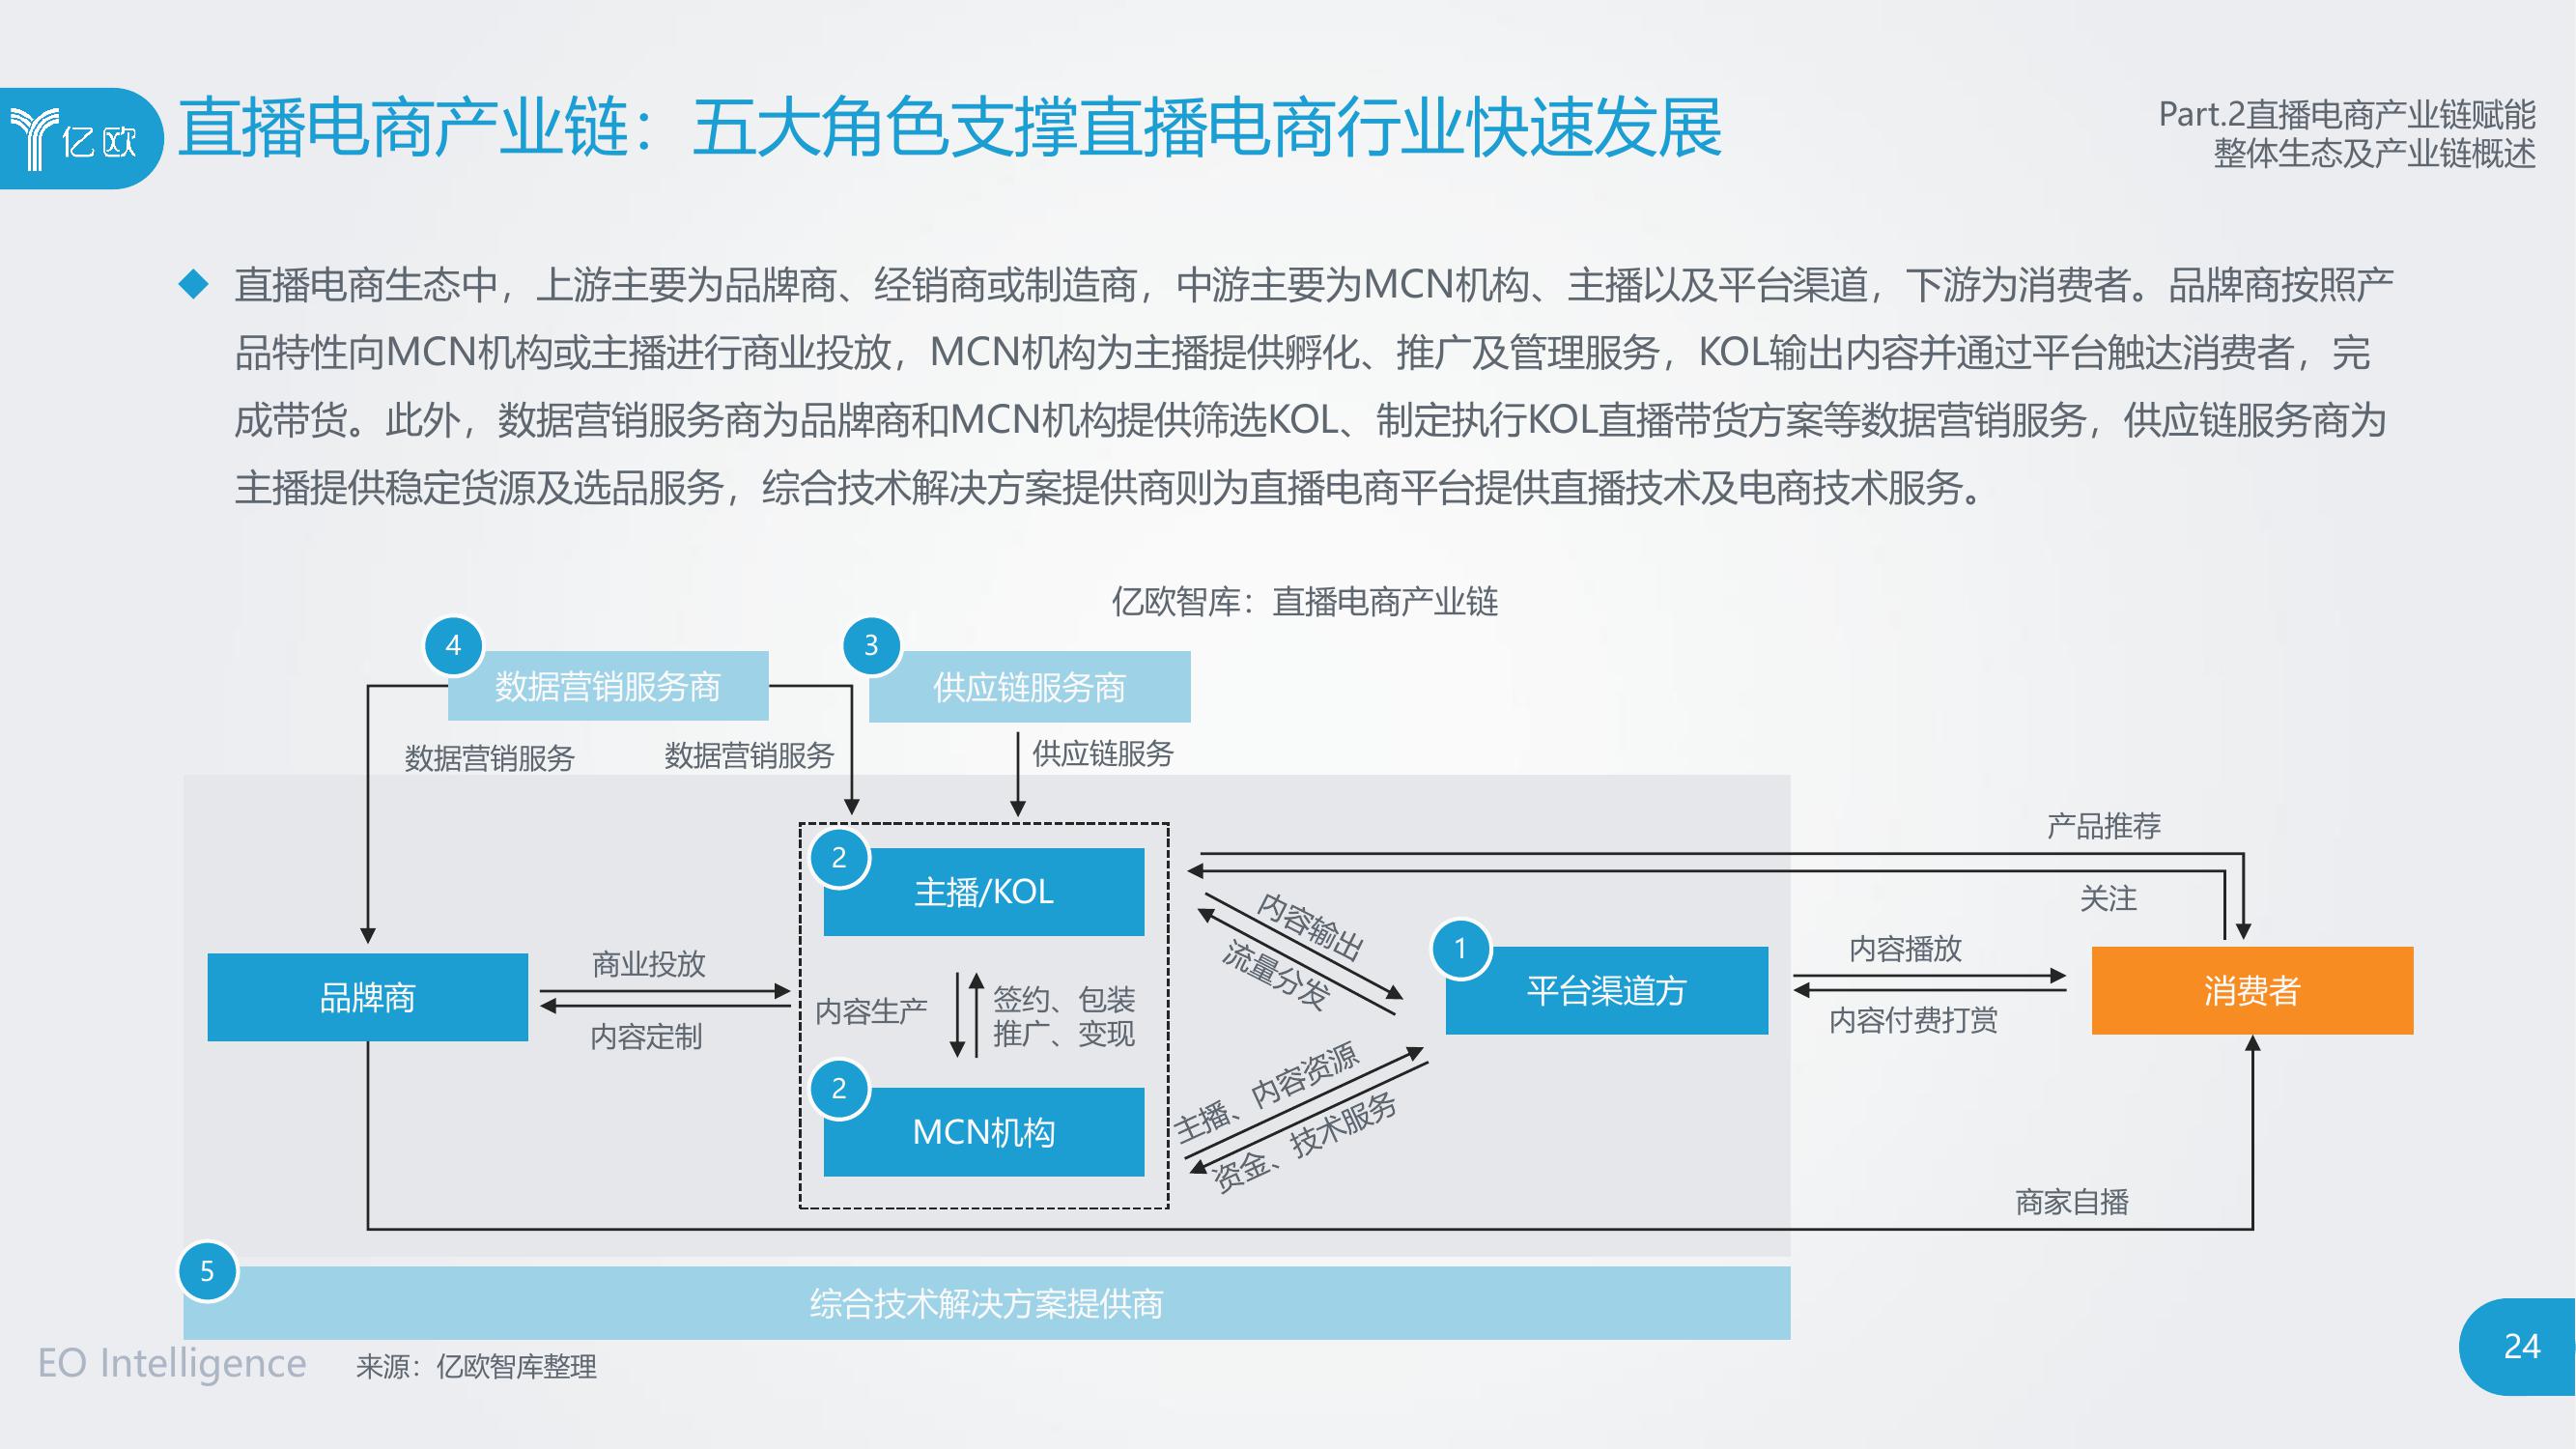 亿欧
直播电商产业链：五大角色支撑直播电商行业快速发展
Part.2直播电商产业链赋能
整体生态及产业链概述
直播电商生态中，上游主要为品牌商、经销商或制造商，中游主要为MCN机构、主播以及平台渠道，下游为消费者。品牌商按照产
品特性向MCN机构或主播进行商业投放，MCN机构为主播提供孵化、推广及管理服务，KOL输出内容并通过平台触达消费者，完
成带货。此外，数据营销服务商为品牌商和MCN机构提供筛选KOL、制定执行KOL直播带货方案等数据营销服务，供应链服务商为
主播提供稳定货源及选品服务，综合技术解决方案提供商则为直播电商平台提供直播技术及电商技术服务。
亿欧智库：直播电商产业链
4
数据营销服务商
3
供应链服务商
数据营销服务
数据营销服务
供应链服务
产品推荐
关注
2
主播/KOL
内容输出
流量分发
1
平台渠道方
内容播放
内容付费打赏
消费者
品牌商
商业投放
内容定制
内容生产
签约、包装
推广、变现
2
MCN机构
主播、内容资源
资金、技术服务
商家自播
5
综合技术解决方案提供商
EO Intelligence
来源：亿欧智库整理
24